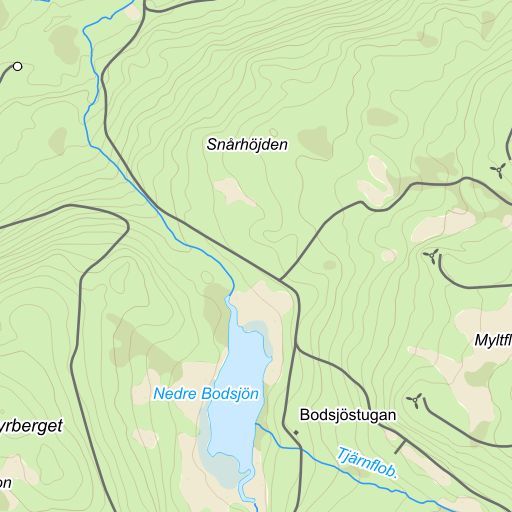 Snårhöjden
Myltfl
Nedre Bodsjön
Bodsjöstugan
yrberget
Tjärnflob.
on